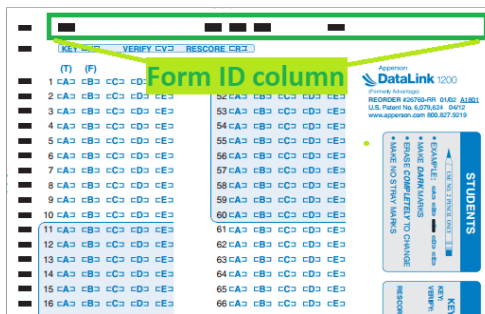 KEY ⊏K⊐ VERIFY ⊏V⊐ RESCORE ⊏R⊐
Form ID column
(T) (F)
1 ⊏A⊐ ⊏B⊐ ⊏C⊐ ⊏D⊐ ⊏E⊐
2 ⊏A⊐ ⊏B⊐ ⊏C⊐ ⊏D⊐ ⊏E⊐
3 ⊏A⊐ ⊏B⊐ ⊏C⊐ ⊏D⊐ ⊏E⊐
4 ⊏A⊐ ⊏B⊐ ⊏C⊐ ⊏D⊐ ⊏E⊐
5 ⊏A⊐ ⊏B⊐ ⊏C⊐ ⊏D⊐ ⊏E⊐
6 ⊏A⊐ ⊏B⊐ ⊏C⊐ ⊏D⊐ ⊏E⊐
7 ⊏A⊐ ⊏B⊐ ⊏C⊐ ⊏D⊐ ⊏E⊐
8 ⊏A⊐ ⊏B⊐ ⊏C⊐ ⊏D⊐ ⊏E⊐
9 ⊏A⊐ ⊏B⊐ ⊏C⊐ ⊏D⊐ ⊏E⊐
10 ⊏A⊐ ⊏B⊐ ⊏C⊐ ⊏D⊐ ⊏E⊐
11 ⊏A⊐ ⊏B⊐ ⊏C⊐ ⊏D⊐ ⊏E⊐
12 ⊏A⊐ ⊏B⊐ ⊏C⊐ ⊏D⊐ ⊏E⊐
13 ⊏A⊐ ⊏B⊐ ⊏C⊐ ⊏D⊐ ⊏E⊐
14 ⊏A⊐ ⊏B⊐ ⊏C⊐ ⊏D⊐ ⊏E⊐
15 ⊏A⊐ ⊏B⊐ ⊏C⊐ ⊏D⊐ ⊏E⊐
16 ⊏A⊐ ⊏B⊐ ⊏C⊐ ⊏D⊐ ⊏E⊐
52 ⊏A⊐ ⊏B⊐ ⊏C⊐ ⊏D⊐ ⊏E⊐
53 ⊏A⊐ ⊏B⊐ ⊏C⊐ ⊏D⊐ ⊏E⊐
54 ⊏A⊐ ⊏B⊐ ⊏C⊐ ⊏D⊐ ⊏E⊐
55 ⊏A⊐ ⊏B⊐ ⊏C⊐ ⊏D⊐ ⊏E⊐
56 ⊏A⊐ ⊏B⊐ ⊏C⊐ ⊏D⊐ ⊏E⊐
57 ⊏A⊐ ⊏B⊐ ⊏C⊐ ⊏D⊐ ⊏E⊐
58 ⊏A⊐ ⊏B⊐ ⊏C⊐ ⊏D⊐ ⊏E⊐
59 ⊏A⊐ ⊏B⊐ ⊏C⊐ ⊏D⊐ ⊏E⊐
60 ⊏A⊐ ⊏B⊐ ⊏C⊐ ⊏D⊐ ⊏E⊐
61 ⊏A⊐ ⊏B⊐ ⊏C⊐ ⊏D⊐ ⊏E⊐
62 ⊏A⊐ ⊏B⊐ ⊏C⊐ ⊏D⊐ ⊏E⊐
63 ⊏A⊐ ⊏B⊐ ⊏C⊐ ⊏D⊐ ⊏E⊐
64 ⊏A⊐ ⊏B⊐ ⊏C⊐ ⊏D⊐ ⊏E⊐
65 ⊏A⊐ ⊏B⊐ ⊏C⊐ ⊏D⊐ ⊏E⊐
66 ⊏A⊐ ⊏B⊐ ⊏C⊐ ⊏D⊐ ⊏E⊐
Apperson
DataLink 1200
(Formerly Advantage)
REORDER #26760-RR 01/02 A1801
U.S. Patent No. 6,079,624 04/12
www.apperson.com 800.827.9219
STUDENTS
USE NO. 2 PENCIL ONLY
• EXAMPLE: ⊏A⊐ ⊏B⊐ ⊏D⊐ ⊏E⊐
• MAKE DARK MARKS
• ERASE COMPLETELY TO CHANGE
• MAKE NO STRAY MARKS
KEY
KEY:
VERIFY:
RESCOR